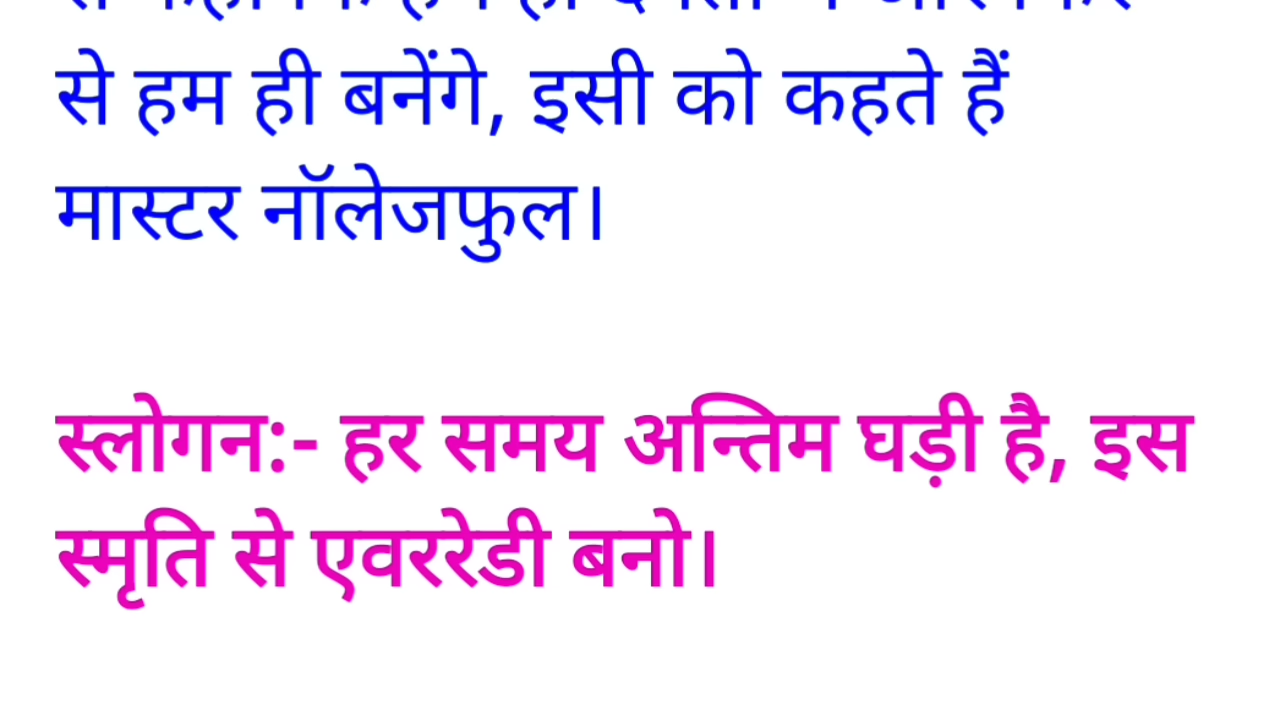 से हम ही बनेंगे, इसी को कहते हैं
मास्टर नॉलेजफुल।
स्लोगन:- हर समय अन्तिम घड़ी है, इस
स्मृति से एवररेडी बनो।